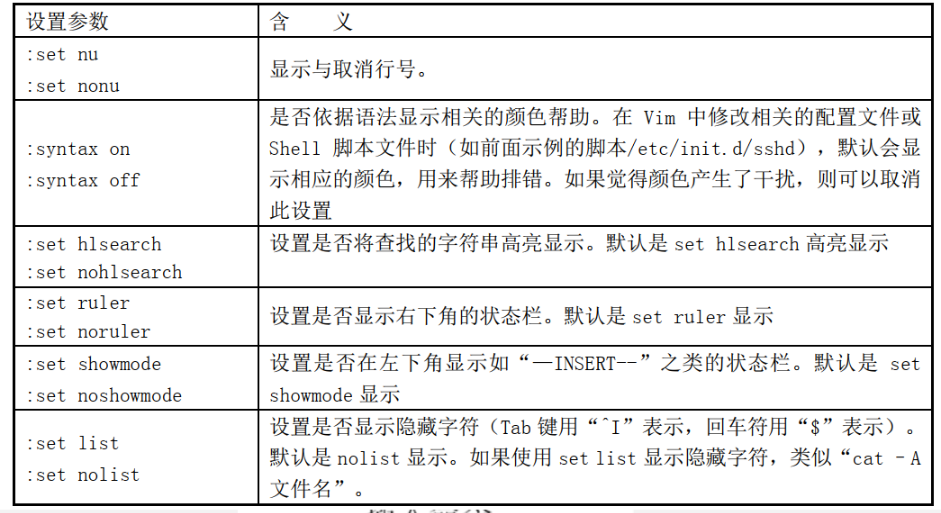 设置参数
含 义
:set nu
:set nonu
显示与取消行号。
:syntax on
:syntax off
是否依据语法显示相关的颜色帮助。在 Vim 中修改相关的配置文件或
Shell 脚本文件时（如前面示例的脚本/etc/init.d/sshd），默认会显
示相应的颜色，用来帮助排错。如果觉得颜色产生了干扰，则可以取消
此设置
:set hlsearch
:set nohlsearch
设置是否将查找的字符串高亮显示。默认是 set hlsearch 高亮显示
:set ruler
:set noruler
设置是否显示右下角的状态栏。默认是 set ruler 显示
:set showmode
:set noshowmode
设置是否在左下角显示如“—INSERT--”之类的状态栏。默认是 set
showmode 显示
:set list
:set nolist
设置是否显示隐藏字符（Tab 键用“^I”表示，回车符用“$”表示）。
默认是 nolist 显示。如果使用 set list 显示隐藏字符，类似“cat -A
文件名”。